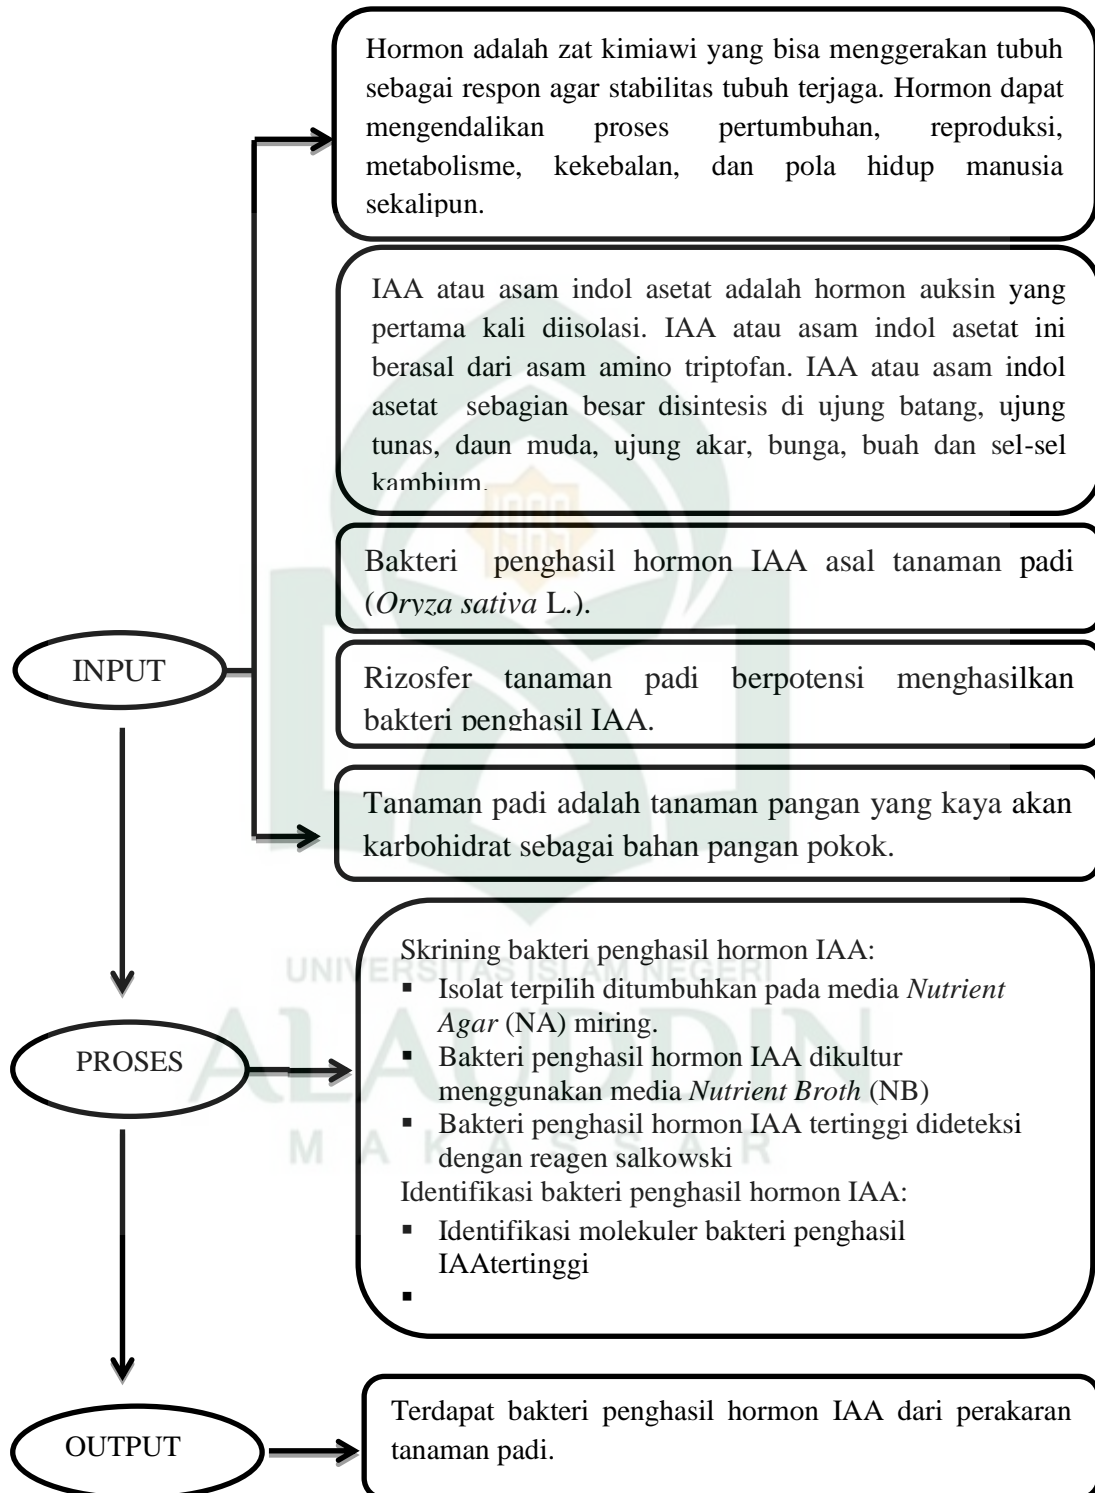 Hormon adalah zat kimiawi yang bisa menggerakan tubuh
sebagai respon agar stabilitas tubuh terjaga. Hormon dapat
mengendalikan proses pertumbuhan, reproduksi,
metabolisme, kekebalan, dan pola hidup manusia
sekalipun.
IAA atau asam indol asetat adalah hormon auksin yang
pertama kali diisolasi. IAA atau asam indol asetat ini
berasal dari asam amino triptofan. IAA atau asam indol
asetat sebagian besar disintesis di ujung batang, ujung
tunas, daun muda, ujung akar, bunga, buah dan sel-sel
kambium.
1965
Bakteri penghasil hormon IAA asal tanaman padi
(Oryza sativa L.).
INPUT
Rizosfer tanaman padi berpotensi menghasilkan
bakteri penghasil IAA.
Tanaman padi adalah tanaman pangan yang kaya akan
karbohidrat sebagai bahan pangan pokok.
UNIVERSITAS ISLAM NEGERI
ALAUDDIN
MAKASSAR
PROSES
Skrining bakteri penghasil hormon IAA:
▪ Isolat terpilih ditumbuhkan pada media Nutrient
Agar (NA) miring.
▪ Bakteri penghasil hormon IAA dikultur
menggunakan media Nutrient Broth (NB)
▪ Bakteri penghasil hormon IAA tertinggi dideteksi
dengan reagen salkowski
Identifikasi bakteri penghasil hormon IAA:
▪ Identifikasi molekuler bakteri penghasil
IAAtertinggi
▪
OUTPUT
Terdapat bakteri penghasil hormon IAA dari perakaran
tanaman padi.